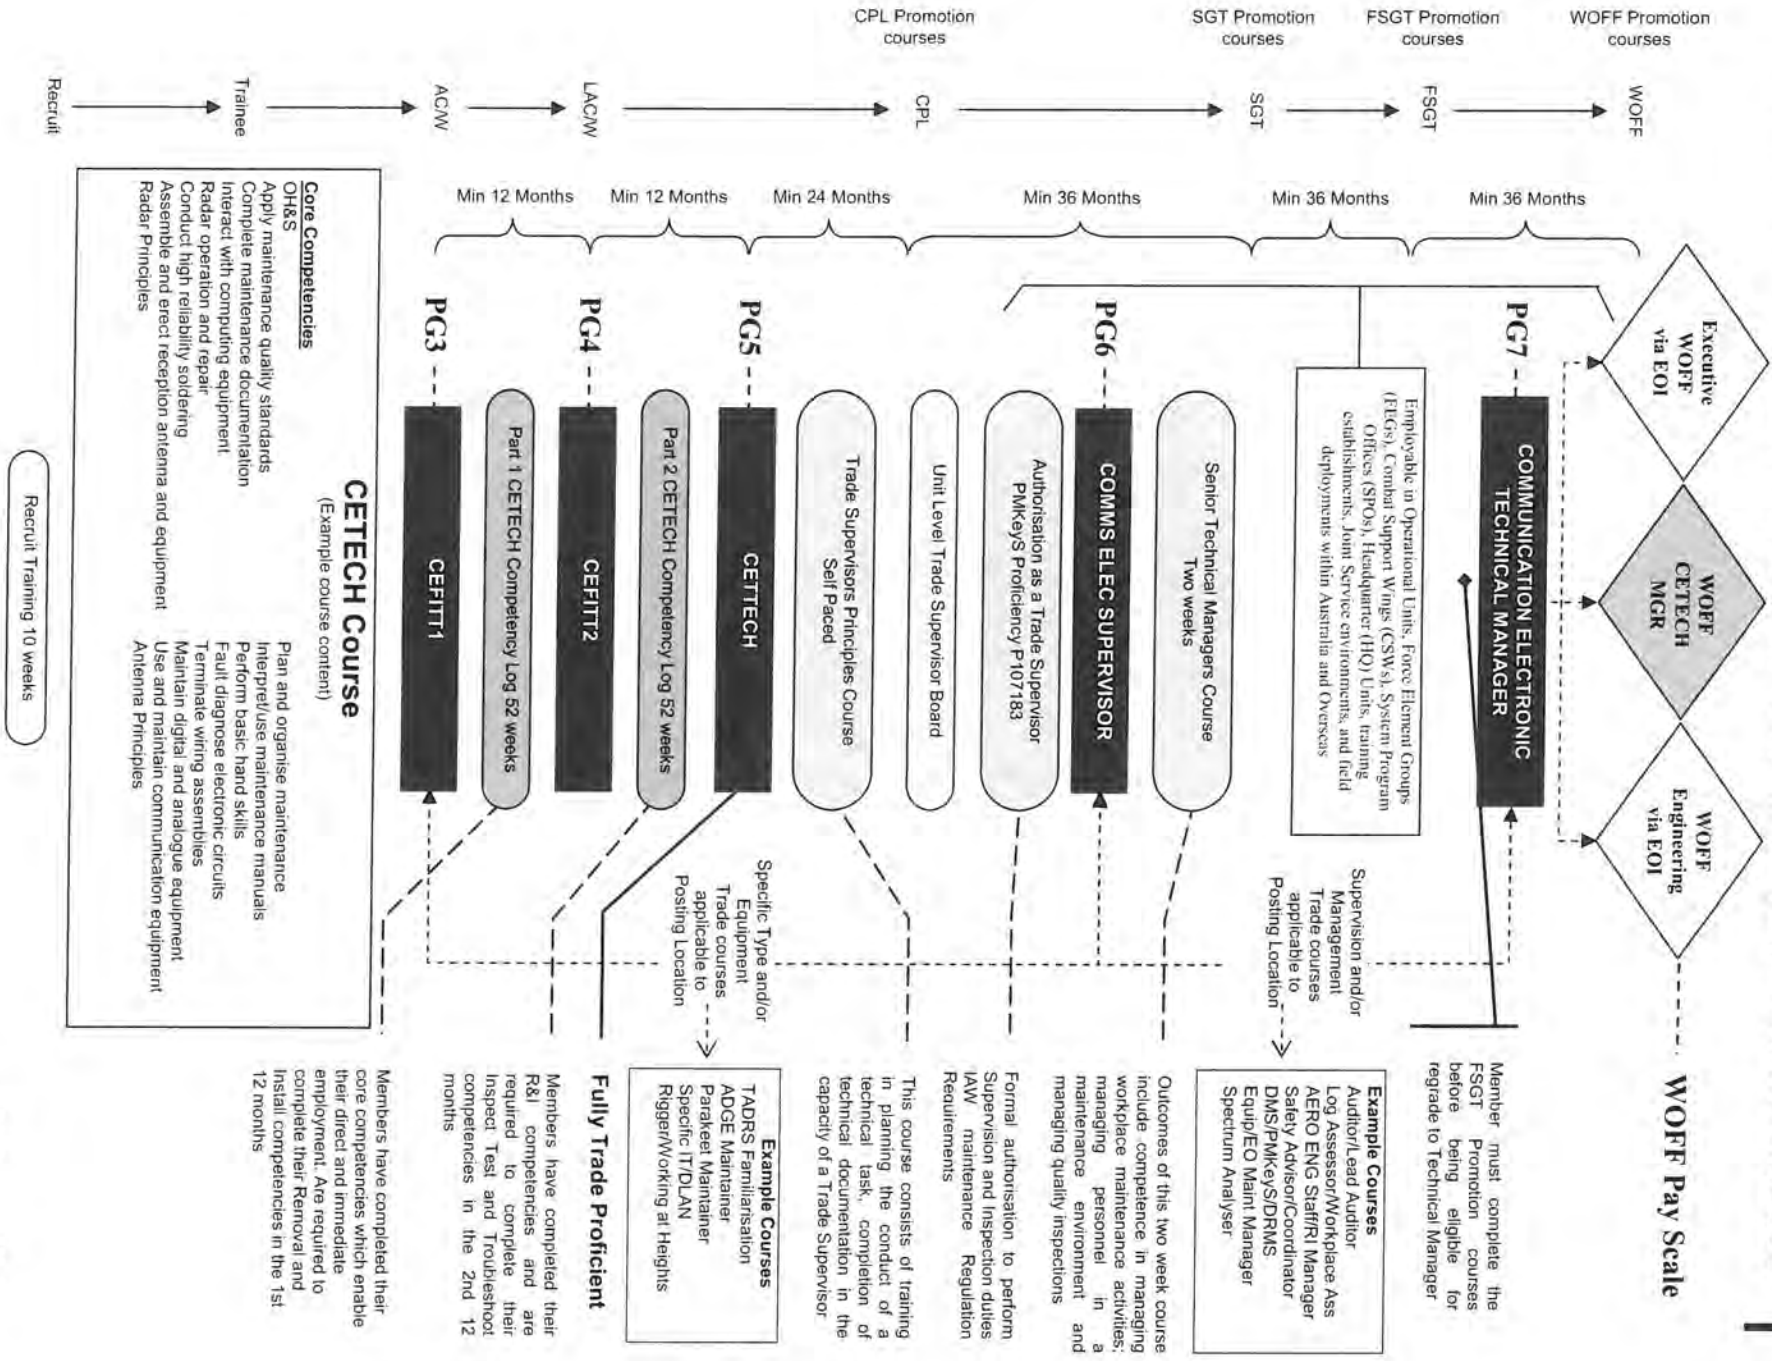 CPL Promotion
courses
SGT Promotion
courses
FSGT Promotion
courses
WOFF Promotion
courses
Recruit
Trainee
AC/W
LAC/W
CPL
SGT
FSGT
WOFF
Min 12 Months
Min 12 Months
Min 24 Months
Min 36 Months
Min 36 Months
Min 36 Months
Executive
WOFF
via EOI
WOFF
CETECH
MGR
WOFF
Engineering
via EOI
WOFF Pay Scale
PG7
COMMUNICATION ELECTRONIC
TECHNICAL MANAGER
Member must complete the
FSGT Promotion courses
before being eligible for
regrade to Technical Manager
Employable in Operational Units, Force Element Groups
(FEGs), Combat Support Wings (CSWs), System Program
Offices (SPOs), Headquarter (HQ) Units, training
establishments, Joint Service environments, and field
deployments within Australia and Overseas
Supervision and/or
Management
Trade courses
applicable to
Posting Location
Example Courses
Auditor/Lead Auditor
Log Assessor/Workplace Ass
AERO ENG Staff/RI Manager
Safety Advisor/Coordinator
DMS/PMKeyS/DRMS
Equip/EO Maint Manager
Spectrum Analyser
Senior Technical Managers Course
Two weeks
Outcomes of this two week course
include competence in managing
workplace maintenance activities;
managing personnel in a
maintenance environment and
managing quality inspections
PG6
COMMS ELEC SUPERVISOR
Authorisation as a Trade Supervisor
PMKeyS Proficiency P107183
Formal authorisation to perform
Supervision and Inspection duties
IAW maintenance Regulation
Requirements
Unit Level Trade Supervisor Board
Trade Supervisors Principles Course
Self Paced
This course consists of training
in planning the conduct of a
technical task, completion of
technical documentation in the
capacity of a Trade Supervisor
Specific Type and/or
Equipment
Trade courses
applicable to
Posting Location
Example Courses
TADRS Familiarisation
ADGE Maintainer
Parakeet Maintainer
Specific IT/DLAN
Rigger/Working at Heights
PG5
CETTECH
Fully Trade Proficient
Part 2 CETECH Competency Log 52 weeks
Members have completed their
R&I competencies and are
required to complete their
Inspect Test and Troubleshoot
competencies in the 2nd 12
months
PG4
CEFITT2
Part 1 CETECH Competency Log 52 weeks
Members have completed their
core competencies which enable
their direct and immediate
employment. Are required to
complete their Removal and
Install competencies in the 1st
12 months
PG3
CEFITT1
CETECH Course
(Example course content)
Core Competencies
OH&S
Apply maintenance quality standards
Complete maintenance documentation
Interact with computing equipment
Radar operation and repair
Conduct high reliability soldering
Assemble and erect reception antenna and equipment
Radar Principles
Plan and organise maintenance
Interpret/use maintenance manuals
Perform basic hand skills
Fault diagnose electronic circuits
Terminate wiring assemblies
Maintain digital and analogue equipment
Use and maintain communication equipment
Antenna Principles
Recruit Training 10 weeks